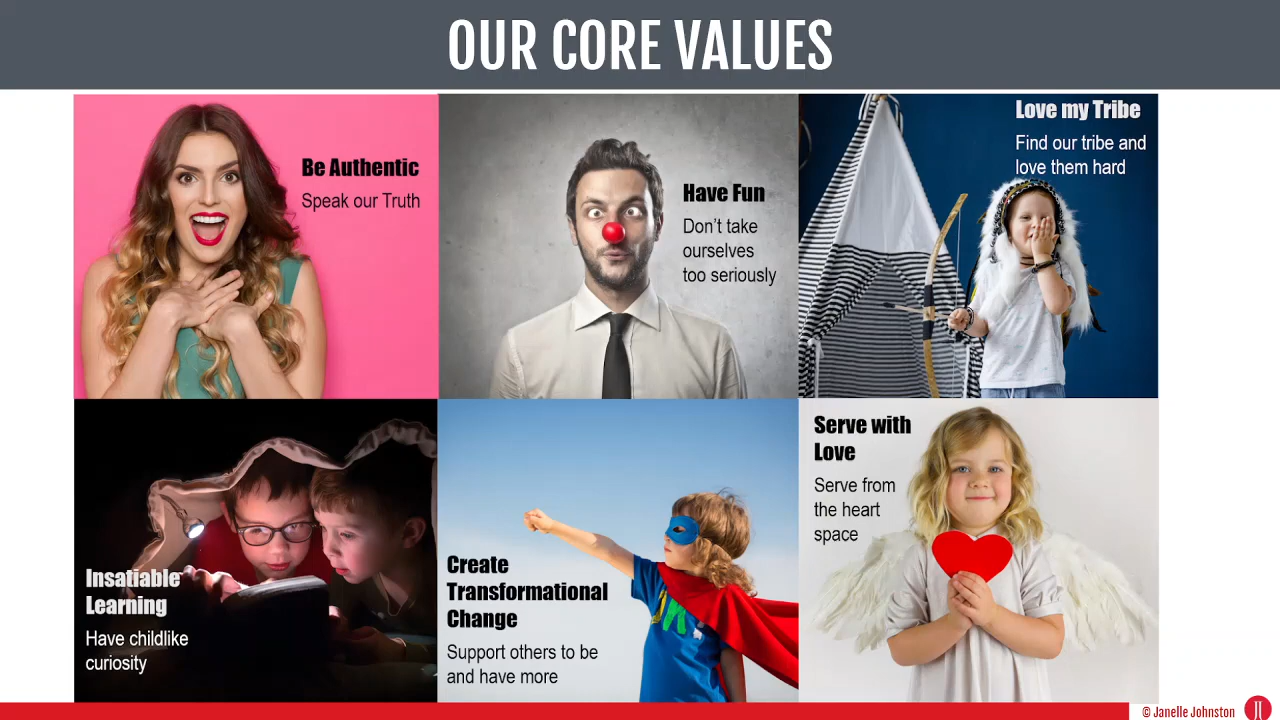 OUR CORE VALUES
Be Authentic
Speak our Truth
Have Fun
Don't take
ourselves
too seriously
Love my Tribe
Find our tribe and
love them hard
Insatiable
Learning
Have childlike
curiosity
Create
Transformational
Change
Support others to be
and have more
Serve with
Love
Serve from
the heart
space
© Janelle Johnston